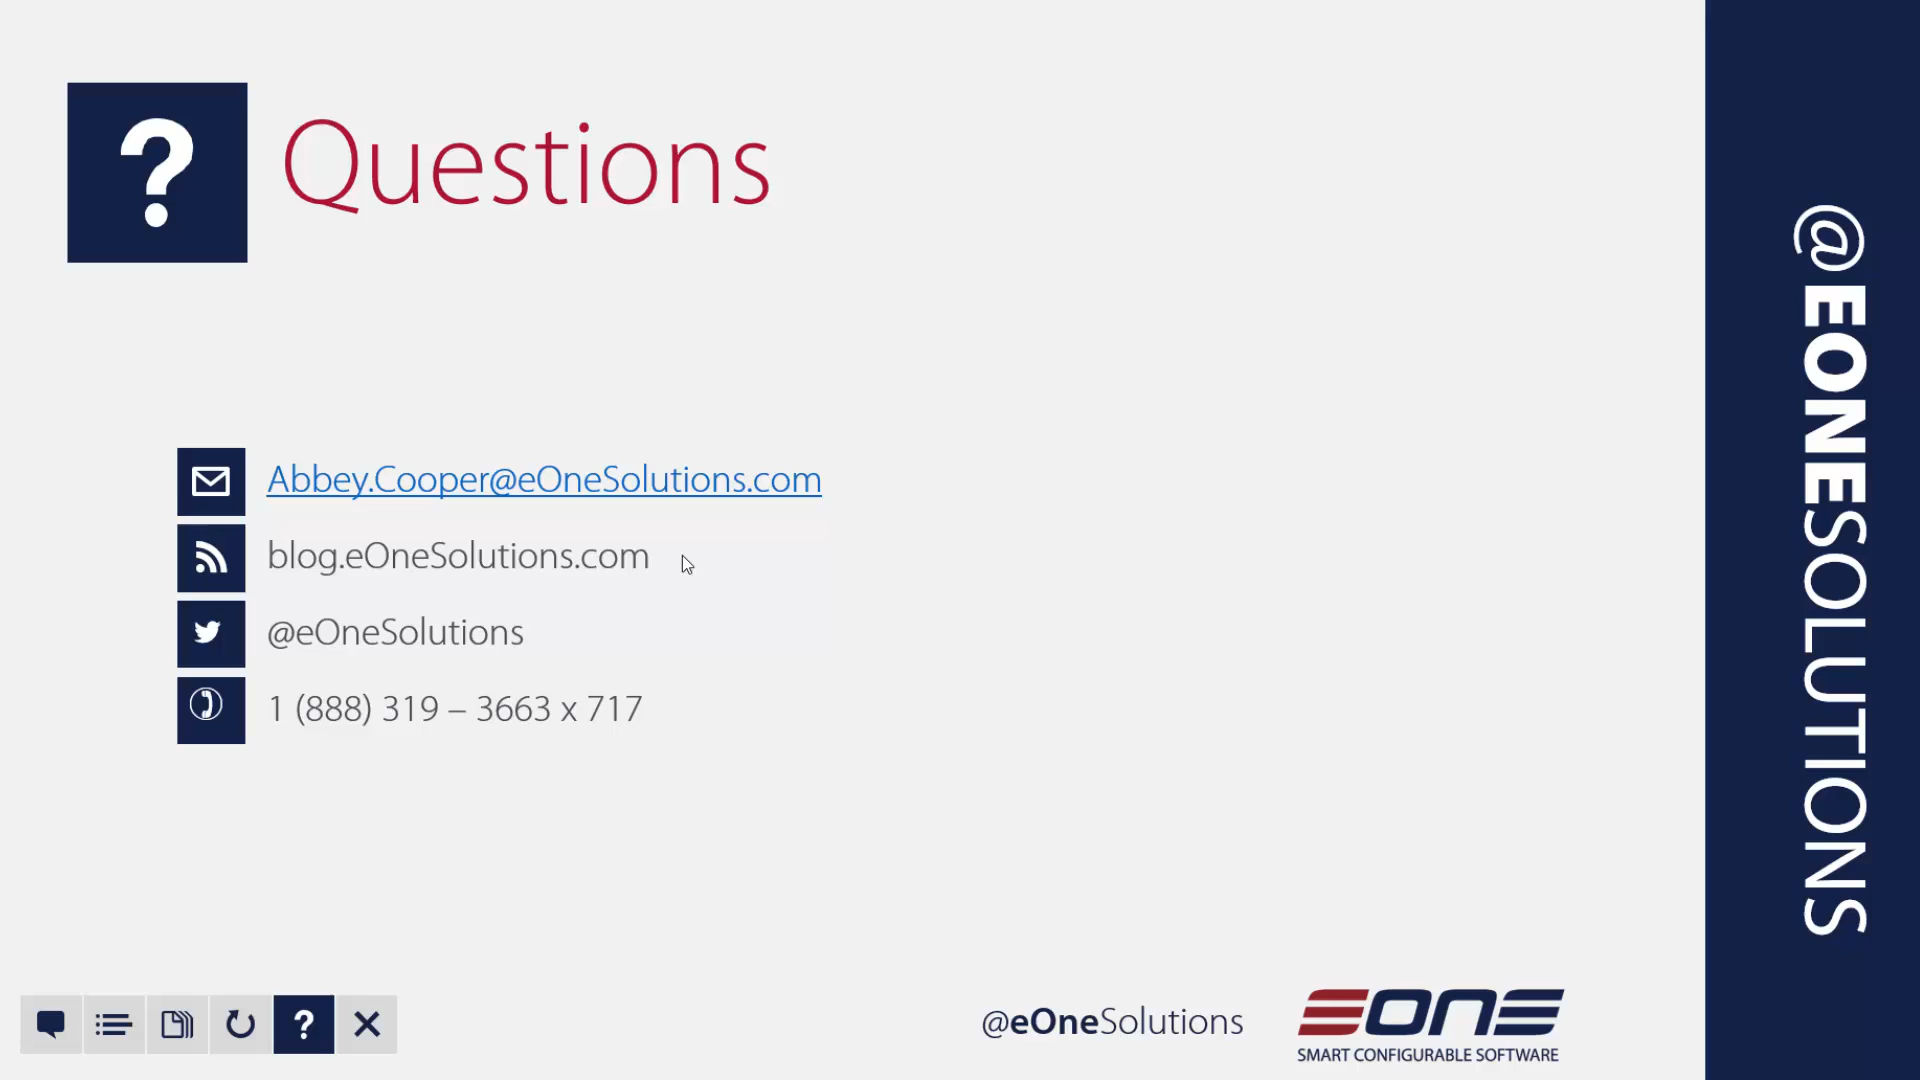 ?
Questions
Abbey.Cooper@eOneSolutions.com
blog.eOneSolutions.com
@eOneSolutions
1 (888) 319 – 3663 x 717
?
@eOneSolutions
EONE
SMART CONFIGURABLE SOFTWARE
@EONESOLUTIONS